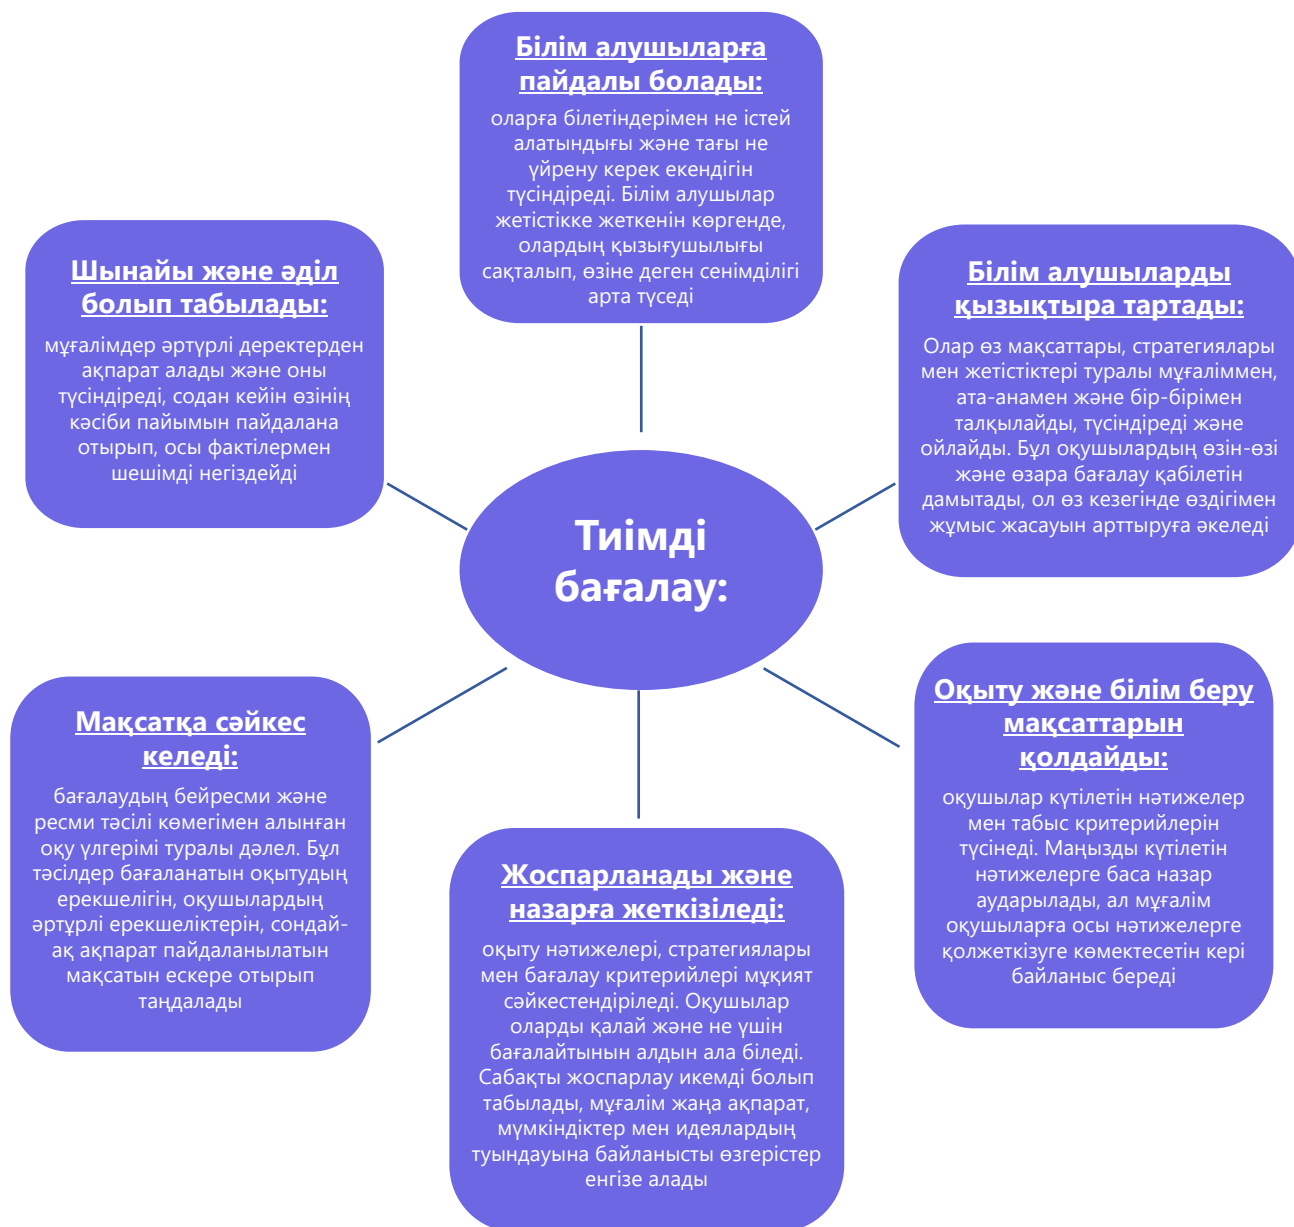 Білім алушыларға
пайдалы болады:
оларға білетіндерімен не істей
алатындығы және тағы не
үйрену керек екендігін
түсіндіреді. Білім алушылар
жетістікке жеткенін көргенде,
олардың қызығушылығы
сақталып, өзіне деген сенімділігі
арта түседі
Шынайы және әділ
болып табылады:
мұғалімдер әртүрлі деректерден
ақпарат алады және оны
түсіндіреді, содан кейін өзінің
кәсіби пайымын пайдалана
отырып, осы фактілермен
шешімді негіздейді
Білім алушыларды
қызықтыра тартады:
Олар өз мақсаттары, стратегиялары
мен жетістіктері туралы мұғаліммен,
ата-анамен және бір-бірімен
талқылайды, түсіндіреді және
ойлайды. Бұл оқушылардың өзін-өзі
және өзара бағалау қабілетін
дамытады, ол өз кезегінде өздігімен
жұмыс жасауын арттыруға әкеледі
Тиімді
бағалау:
Мақсатқа сәйкес
келеді:
бағалаудың бейресми және
ресми тәсілі көмегімен алынған
оқу үлгерімі туралы дәлел. Бұл
тәсілдер бағаланатын оқытудың
ерекшелігін, оқушылардың
әртұрлі ерекшеліктерін, сондай-
ақ ақпарат пайдаланылатын
мақсатын ескере отырып
таңдалады
Оқыту және білім беру
мақсаттарын
қолдайды:
оқушылар күтілетін нәтижелер
мен табыс критерийлерін
түсінеді. Маңызды күтілетін
нәтижелерге баса назар
аударылады, ал мұғалім
оқушыларға осы нәтижелерге
қолжеткізуге көмектесетін кері
байланыс береді
Жоспарланады және
назарға жеткізіледі:
оқыту нәтижелері, стратегиялары
мен бағалау критерийлері мұқият
сәйкестендіріледі. Оқушылар
оларды қалай және не үшін
бағалайтынын алдын ала біледі.
Сабақты жоспарлау икемді болып
табылады, мұғалім жаңа ақпарат,
мүмкіндіктер мен идеялардың
туындауына байланысты өзгерістер
енгізе алады